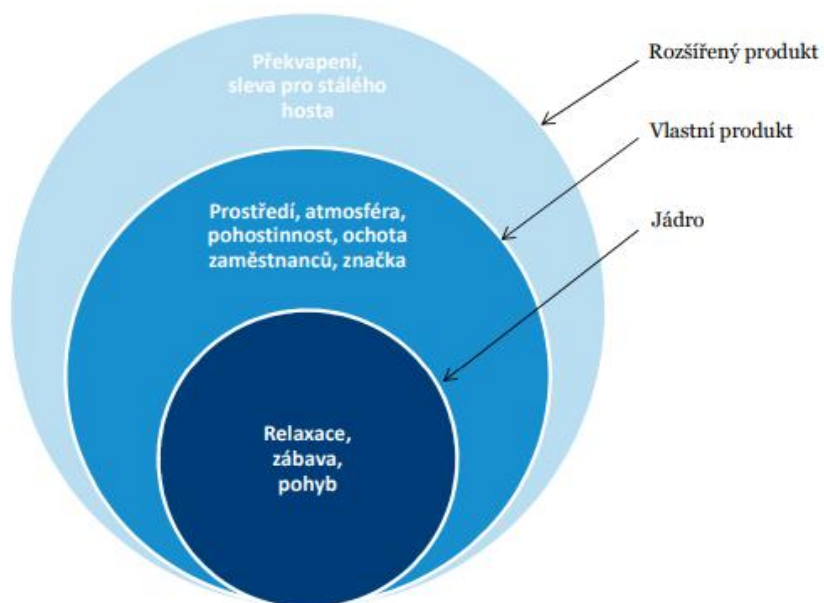 Překvapení,
sleva pro stálého
hosta
Rozšířený produkt
Vlastní produkt
Prostředí, atmosféra,
pohostinnost, ochota
zaměstnanců, značka
Jádro
Relaxace,
zábava,
pohyb